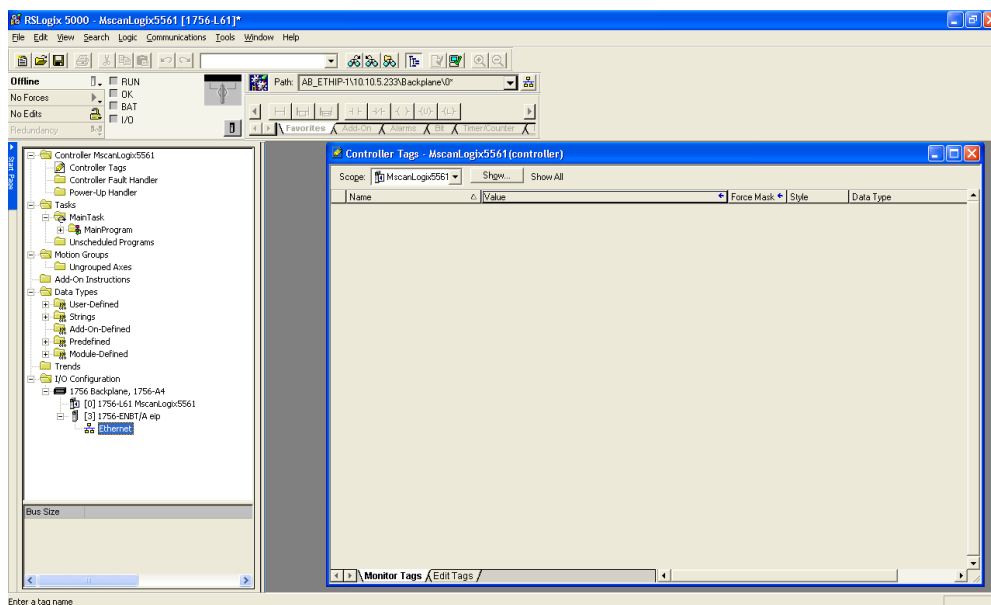 RSLogix 5000 - MscanLogix5561 [1756-L61]*
File Edit View Search Logic Communications Tools Window Help
Offline
RUN
No Forces
OK
No Edits
BAT
Redundancy
I/O
Path: AB_ETHIP-1\10.10.5.233\Backplane\0*
Favorites Add-On Alarms Bit Timer/Counter
Start Page
Controller MscanLogix5561
Controller Tags
Controller Fault Handler
Power-Up Handler
Tasks
MainTask
MainProgram
Unscheduled Programs
Motion Groups
Ungrouped Axes
Add-On Instructions
Data Types
User-Defined
Strings
Add-On-Defined
Predefined
Module-Defined
Trends
I/O Configuration
1756 Backplane, 1756-A4
[0] 1756-L61 MscanLogix5561
[3] 1756-ENBT/A eip
Ethernet
Bus Size
Controller Tags - MscanLogix5561(controller)
Scope: MscanLogix5561 Show... Show All
Name Value Force Mask Style Data Type
Monitor Tags Edit Tags
Enter a tag name